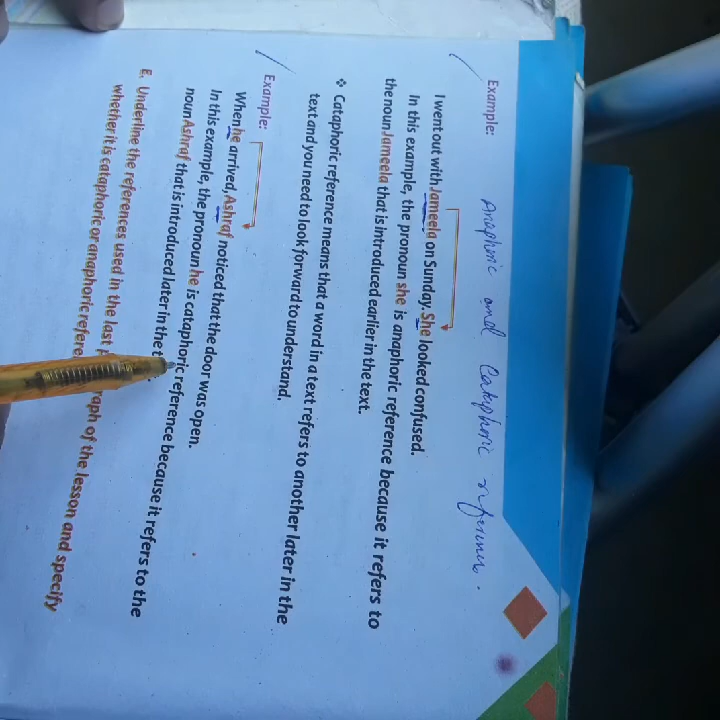 Anaphoric and Cataphoric reference.
Example:
I went out with Jameela on Sunday. She looked confused.
In this example, the pronoun she is anaphoric reference because it refers to
the noun Jameela that is introduced earlier in the text.
❖ Cataphoric reference means that a word in a text refers to another later in the
text and you need to look forward to understand.
Example:
When he arrived, Ashraf noticed that the door was open.
In this example, the pronoun he is cataphoric reference because it refers to the
noun Ashraf that is introduced later in the
E. Underline the references used in the last of the lesson and specify
whether it is cataphoric or anaphoric